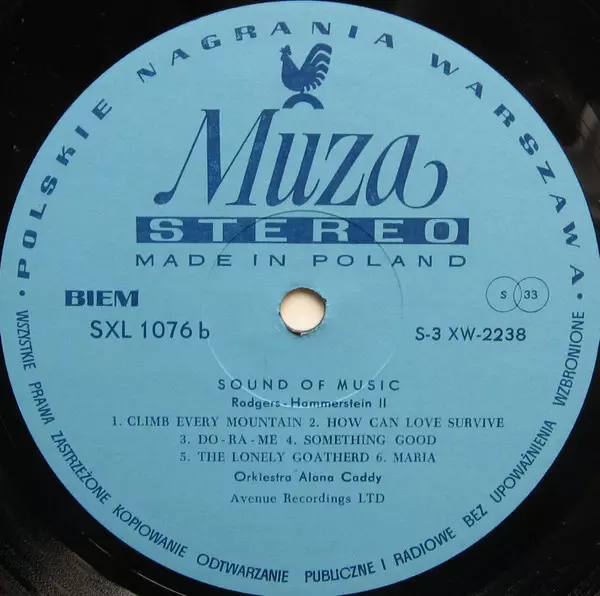 POLSKIE NAGRANIA WARSZAWA
Muza
STEREO
MADE IN POLAND
BIEM
SXL 1076 b
S 33
S-3 XW-2238
SOUND OF MUSIC
Rodgers-Hammerstein II
1. CLIMB EVERY MOUNTAIN 2. HOW CAN LOVE SURVIVE
3. DO-RA-ME 4. SOMETHING GOOD
5. THE LONELY GOATHERD 6. MARIA
Orkiestra Alana Caddy
Avenue Recordings LTD
WSZYSTKIE PRAWA ZASTRZEŻONE KOPIOWANIE ODTWARZANIE PUBLICZNE I RADIOWE BEZ UPOWAŻNIENIA WZBRONIONE